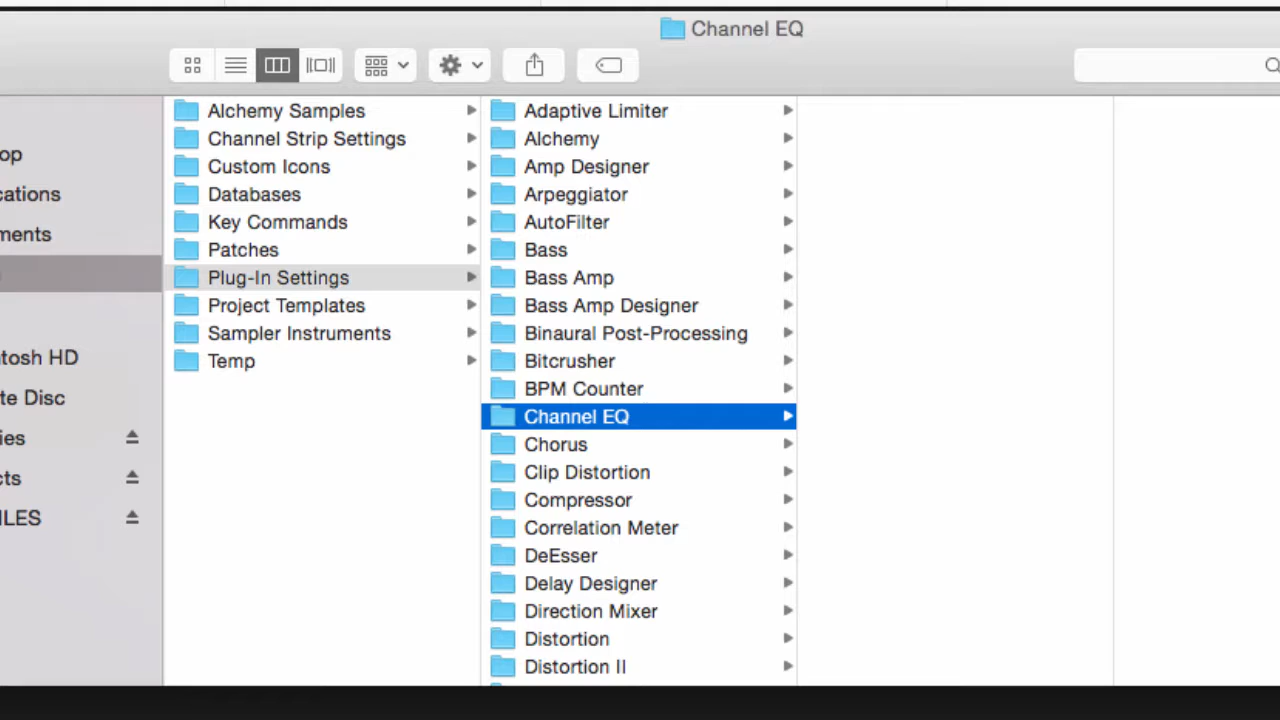 Channel EQ
op
cations
ments
tosh HD
te Disc
ies
cts
ILES
Alchemy Samples
Channel Strip Settings
Custom Icons
Databases
Key Commands
Patches
Plug-In Settings
Project Templates
Sampler Instruments
Temp
Adaptive Limiter
Alchemy
Amp Designer
Arpeggiator
AutoFilter
Bass
Bass Amp
Bass Amp Designer
Binaural Post-Processing
Bitcrusher
BPM Counter
Channel EQ
Chorus
Clip Distortion
Compressor
Correlation Meter
DeEsser
Delay Designer
Direction Mixer
Distortion
Distortion II